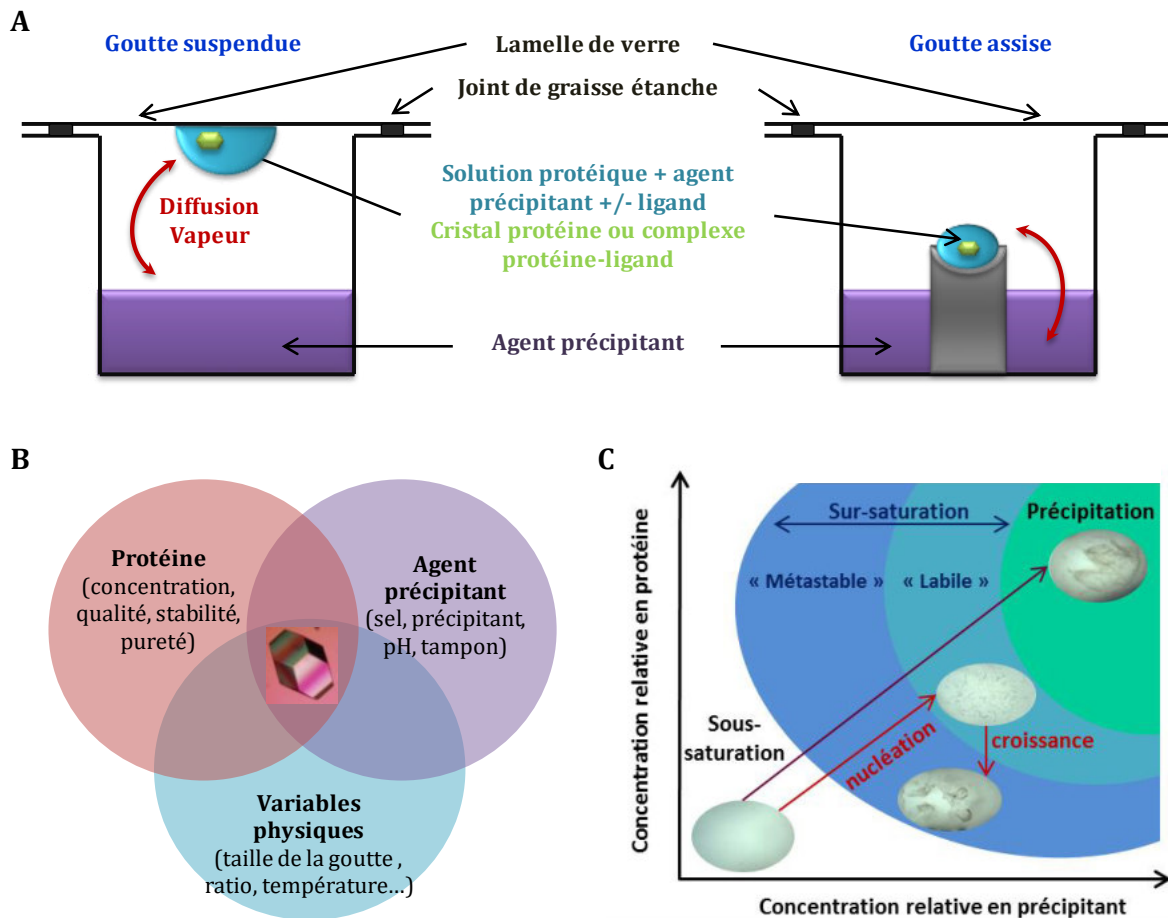 A
Goutte suspendue
Lamelle de verre
Goutte assise
Joint de graisse étanche
Diffusion
Vapeur
Solution protéique + agent
précipitant +/- ligand
Cristal protéine ou complexe
protéine-ligand
Agent précipitant
B
Protéine
(concentration,
qualité, stabilité,
pureté)
Agent
précipitant
(sel, précipitant,
pH, tampon)
Variables
physiques
(taille de la goutte ,
ratio, température…)
C
Concentration relative en protéine
Sur-saturation
Précipitation
« Métastable »
« Labile »
Sous-
saturation
nucléation
croissance
Concentration relative en précipitant